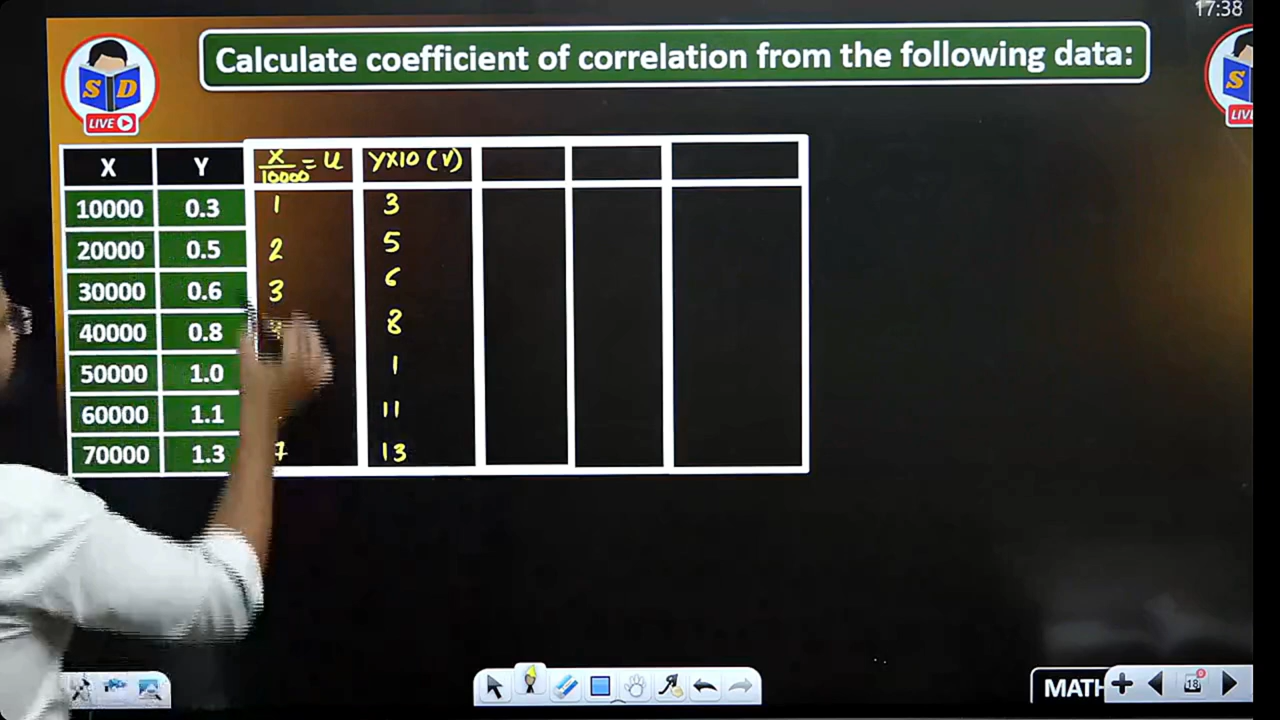 17:38
Calculate coefficient of correlation from the following data:
S D
LIVE
S
LIV
X Y X/10000 = u Y×10 (V)
10000 0.3 1 3
20000 0.5 2 5
30000 0.6 3 6
40000 0.8 8
50000 1.0 1
60000 1.1 11
70000 1.3 7 13
MATH
18